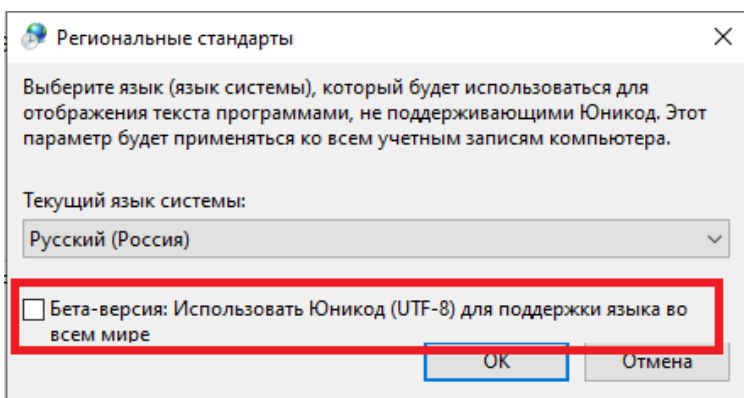 Региональные стандарты
Выберите язык (язык системы), который будет использоваться для
отображения текста программами, не поддерживающими Юникод. Этот
параметр будет применяться ко всем учетным записям компьютера.
Текущий язык системы:
Русский (Россия)
Бета-версия: Использовать Юникод (UTF-8) для поддержки языка во
всем мире
ОК Отмена